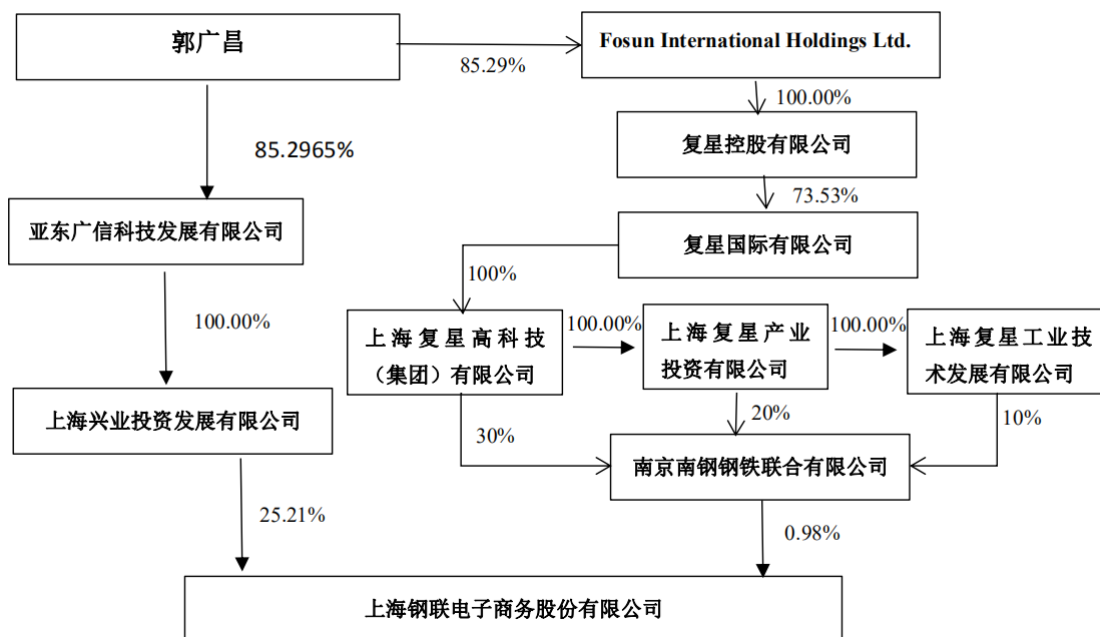 郭广昌
Fosun International Holdings Ltd.
85.29%
100.00%
复星控股有限公司
85.2965%
73.53%
亚东广信科技发展有限公司
复星国际有限公司
100%
100.00%
上海复星高科技
（集团）有限公司
100.00%
上海复星产业
投资有限公司
100.00%
上海复星工业技
术发展有限公司
上海兴业投资发展有限公司
30%
20%
10%
南京南钢钢铁联合有限公司
25.21%
0.98%
上海钢联电子商务股份有限公司